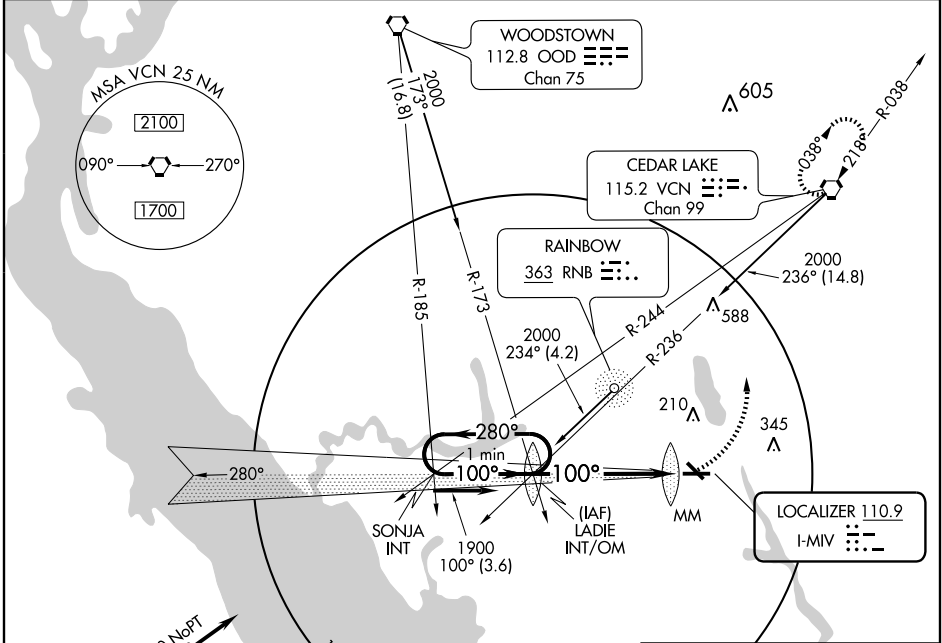 WOODSTOWN
112.8 OOD
Chan 75
MSA VCN 25 NM
2100
090°
270°
1700
2000
173°
(16.8)
605
R-038
038°
218°
CEDAR LAKE
115.2 VCN
Chan 99
RAINBOW
363 RNB
2000
236° (14.8)
R-185
R-173
R-244
R-236
588
2000
234° (4.2)
210
345
280°
1 min
100°
100°
280°
SONJA
INT
1900
100° (3.6)
(IAF)
LADIE
INT/OM
MM
LOCALIZER 110.9
I-MIV
NoPT